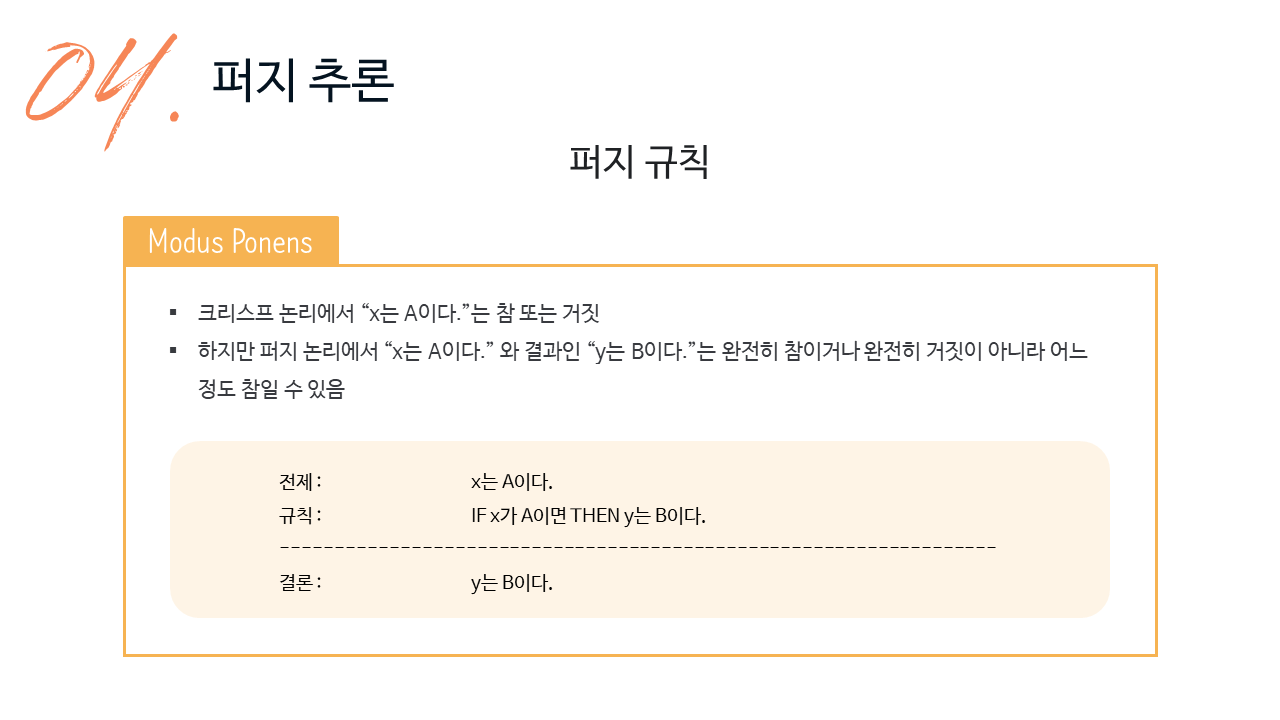 04.
퍼지 추론
퍼지 규칙
Modus Ponens
▪ 크리스프 논리에서 “x는 A이다.”는 참 또는 거짓
▪ 하지만 퍼지 논리에서 “x는 A이다.” 와 결과인 “y는 B이다.”는 완전히 참이거나 완전히 거짓이 아니라 어느
정도 참일 수 있음
전제 : x는 A이다.
규칙 : IF x가 A이면 THEN y는 B이다.
-----------------------------------------------------------------
결론 : y는 B이다.